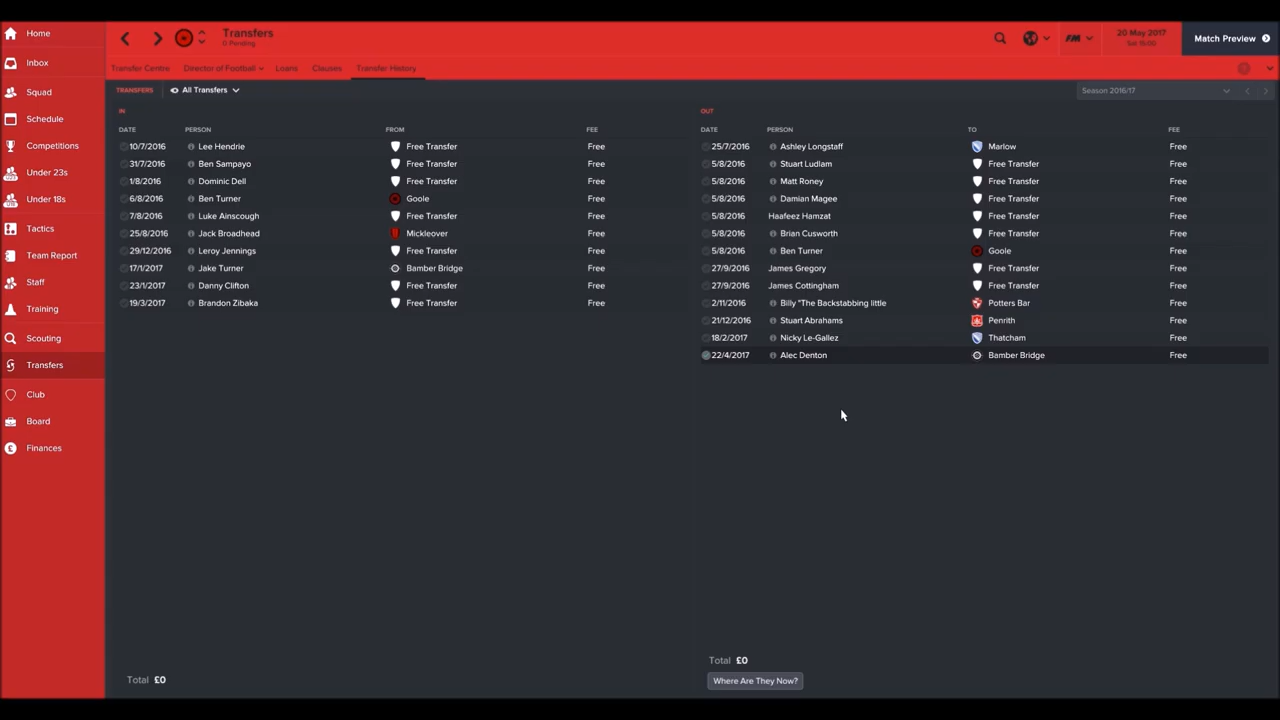 Home
Inbox
Squad
Schedule
Competitions
Under 23s
Under 18s
Tactics
Team Report
Staff
Training
Scouting
Transfers
Club
Board
Finances
Transfers
0 Pending
FM
20 May 2017
Sat 15:00
Match Preview
Transfer Centre Director of Football Loans Clauses Transfer History
TRANSFERS All Transfers
Season 2016/17
IN
DATE PERSON FROM FEE
10/7/2016 Lee Hendrie Free Transfer Free
31/7/2016 Ben Sampayo Free Transfer Free
1/8/2016 Dominic Dell Free Transfer Free
6/8/2016 Ben Turner Goole Free
7/8/2016 Luke Ainscough Free Transfer Free
25/8/2016 Jack Broadhead Mickleover Free
29/12/2016 Leroy Jennings Free Transfer Free
17/1/2017 Jake Turner Bamber Bridge Free
23/1/2017 Danny Clifton Free Transfer Free
19/3/2017 Brandon Zibaka Free Transfer Free
Total £0
OUT
DATE PERSON TO FEE
25/7/2016 Ashley Longstaff Marlow Free
5/8/2016 Stuart Ludlam Free Transfer Free
5/8/2016 Matt Roney Free Transfer Free
5/8/2016 Damian Magee Free Transfer Free
5/8/2016 Haafeez Hamzat Free Transfer Free
5/8/2016 Brian Cusworth Free Transfer Free
5/8/2016 Ben Turner Goole Free
27/9/2016 James Gregory Free Transfer Free
27/9/2016 James Cottingham Free Transfer Free
2/11/2016 Billy "The Backstabbing little Potters Bar Free
21/12/2016 Stuart Abrahams Penrith Free
18/2/2017 Nicky Le-Gallez Thatcham Free
22/4/2017 Alec Denton Bamber Bridge Free
Total £0
Where Are They Now?